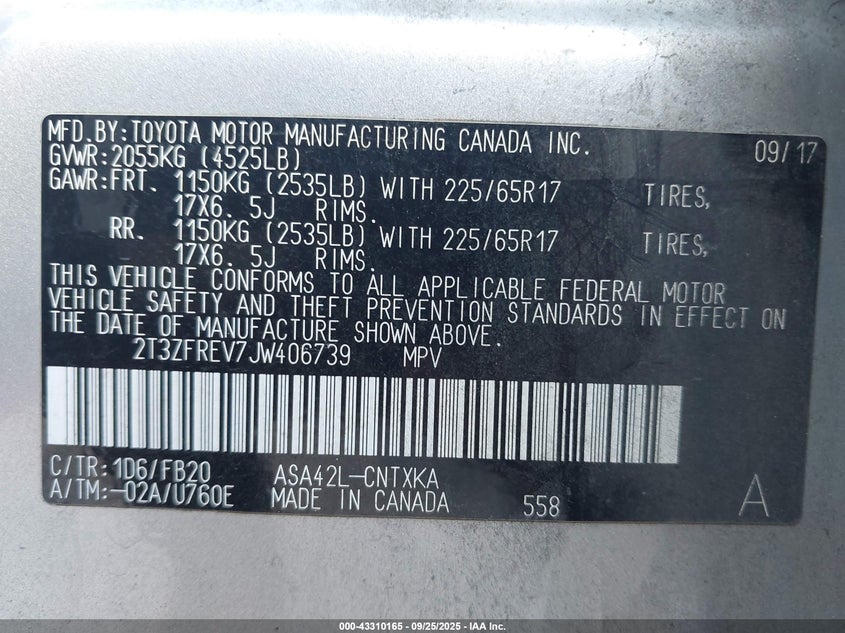 MFD.BY:TOYOTA MOTOR MANUFACTURING CANADA INC. 09/17
GVWR:2055KG (4525LB)
GAWR:FRT. 1150KG (2535LB) WITH 225/65R17 TIRES,
17X6. 5J RIMS.
RR. 1150KG (2535LB) WITH 225/65R17 TIRES,
17X6. 5J RIMS.
THIS VEHICLE CONFORMS TO ALL APPLICABLE FEDERAL MOTOR
VEHICLE SAFETY AND THEFT PREVENTION STANDARDS IN EFFECT ON
THE DATE OF MANUFACTURE SHOWN ABOVE.
2T3ZFREV7JW406739 MPV
C/TR:1D6/FB20 ASA42L-CNTXKA
A/TM:-02A/U760E MADE IN CANADA 558 A
000-43310165 - 09/25/2025 - IAA Inc.